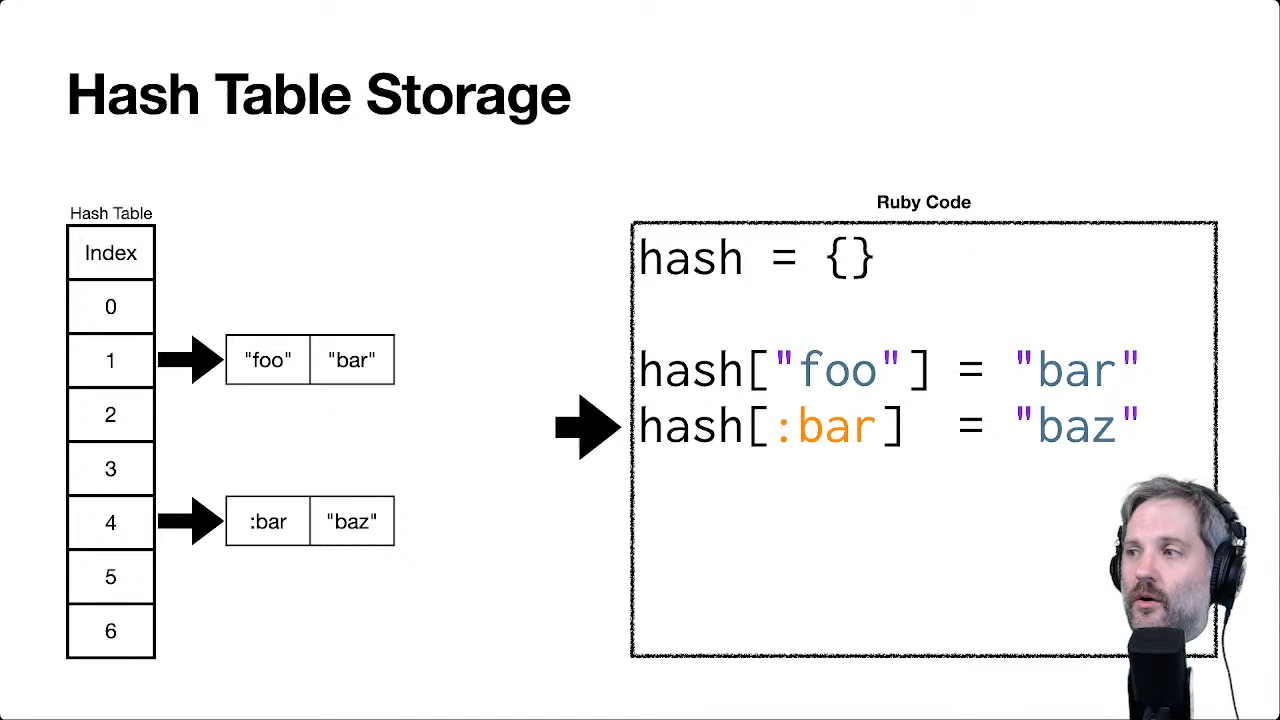 Hash Table Storage
Hash Table
Index
0
1
"foo" "bar"
2
3
4
:bar "baz"
5
6
Ruby Code
hash = {}
hash["foo"] = "bar"
hash[:bar]  = "baz"